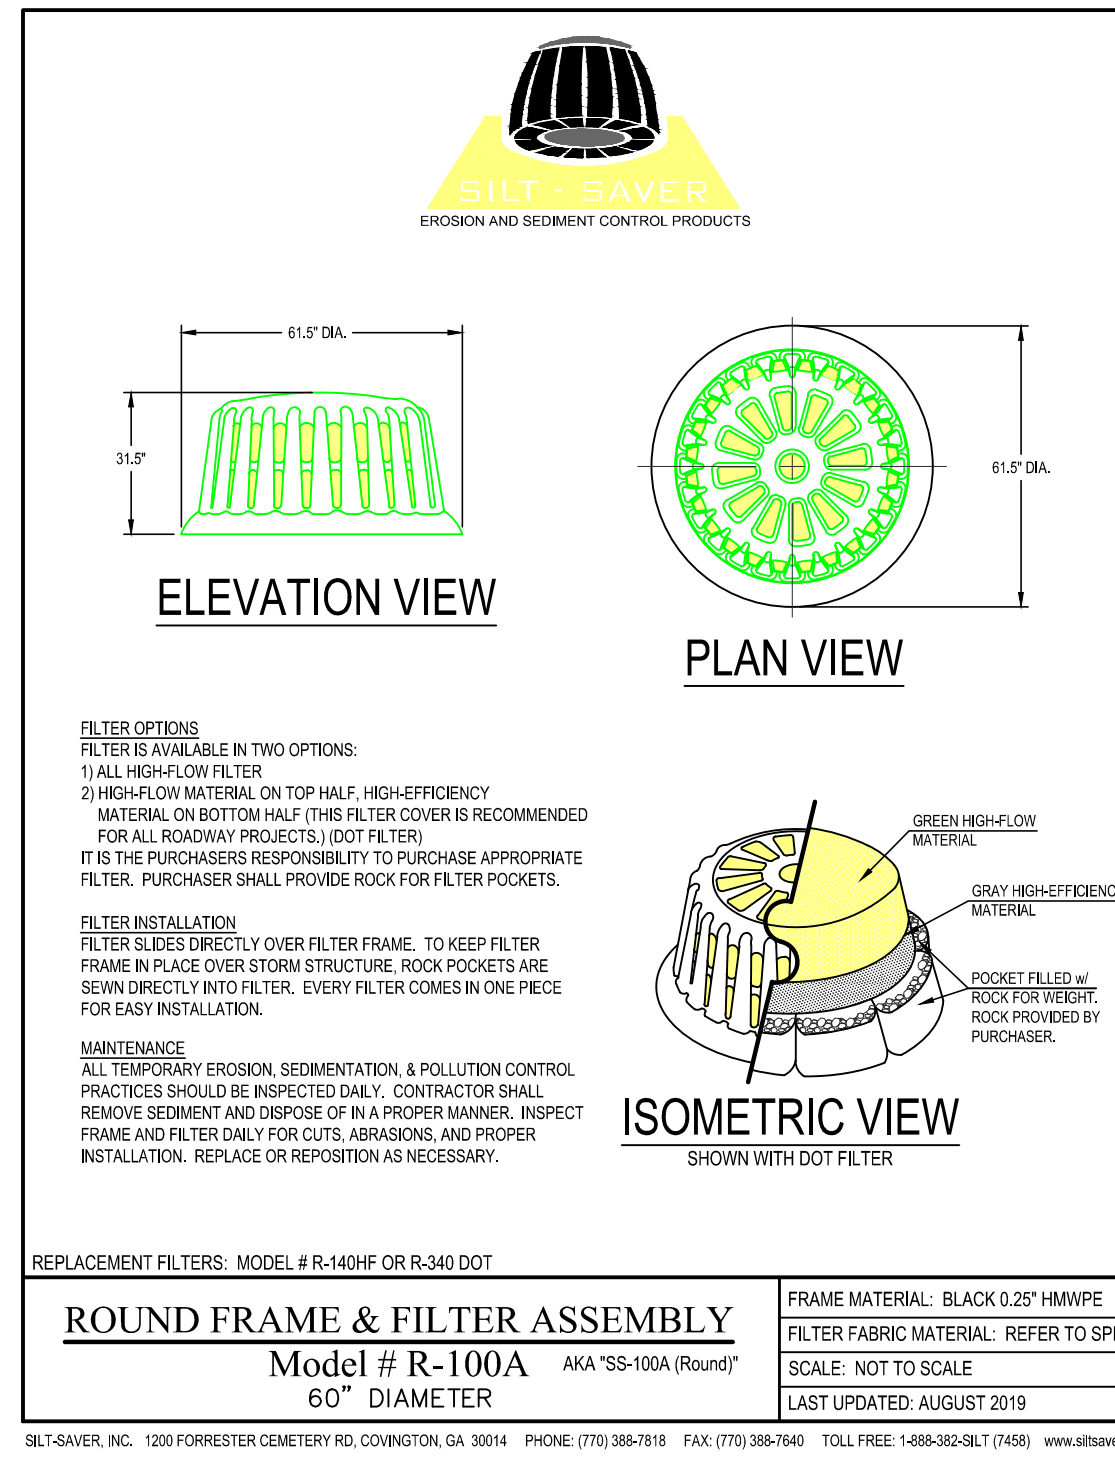 SILT - SAVER
EROSION AND SEDIMENT CONTROL PRODUCTS
61.5" DIA.
31.5"
ELEVATION VIEW
61.5" DIA.
PLAN VIEW
FILTER OPTIONS
FILTER IS AVAILABLE IN TWO OPTIONS:
1) ALL HIGH-FLOW FILTER
2) HIGH-FLOW MATERIAL ON TOP HALF, HIGH-EFFICIENCY
MATERIAL ON BOTTOM HALF (THIS FILTER COVER IS RECOMMENDED
FOR ALL ROADWAY PROJECTS.) (DOT FILTER)
IT IS THE PURCHASERS RESPONSIBILITY TO PURCHASE APPROPRIATE
FILTER. PURCHASER SHALL PROVIDE ROCK FOR FILTER POCKETS.
FILTER INSTALLATION
FILTER SLIDES DIRECTLY OVER FILTER FRAME. TO KEEP FILTER
FRAME IN PLACE OVER STORM STRUCTURE, ROCK POCKETS ARE
SEWN DIRECTLY INTO FILTER. EVERY FILTER COMES IN ONE PIECE
FOR EASY INSTALLATION.
MAINTENANCE
ALL TEMPORARY EROSION, SEDIMENTATION, & POLLUTION CONTROL
PRACTICES SHOULD BE INSPECTED DAILY. CONTRACTOR SHALL
REMOVE SEDIMENT AND DISPOSE OF IN A PROPER MANNER. INSPECT
FRAME AND FILTER DAILY FOR CUTS, ABRASIONS, AND PROPER
INSTALLATION. REPLACE OR REPOSITION AS NECESSARY.
GREEN HIGH-FLOW
MATERIAL
GRAY HIGH-EFFICIENC
MATERIAL
POCKET FILLED w/
ROCK FOR WEIGHT.
ROCK PROVIDED BY
PURCHASER.
ISOMETRIC VIEW
SHOWN WITH DOT FILTER
REPLACEMENT FILTERS: MODEL # R-140HF OR R-340 DOT
ROUND FRAME & FILTER ASSEMBLY
Model # R-100A AKA "SS-100A (Round)"
60" DIAMETER
FRAME MATERIAL: BLACK 0.25" HMWPE
FILTER FABRIC MATERIAL: REFER TO SP
SCALE: NOT TO SCALE
LAST UPDATED: AUGUST 2019
SILT-SAVER, INC. 1200 FORRESTER CEMETERY RD, COVINGTON, GA 30014 PHONE: (770) 388-7818 FAX: (770) 388-7640 TOLL FREE: 1-888-382-SILT (7458) www.siltsave